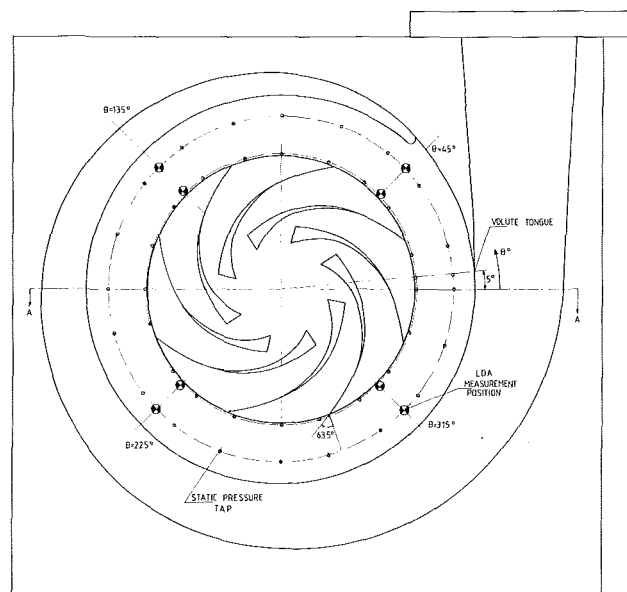 θ=135°
θ=45°
VOLUTE TONGUE
θ°
5°
A
A
LDA
MEASUREMENT
POSITION
63.5°
θ=315°
θ=225°
STATIC PRESSURE
TAP